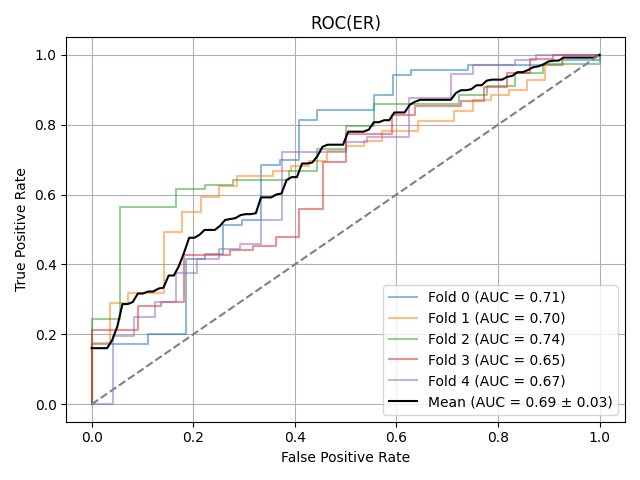 ROC(ER)
True Positive Rate
1.0
0.8
0.6
0.4
0.2
0.0
0.0 0.2 0.4 0.6 0.8 1.0
False Positive Rate
Fold 0 (AUC = 0.71)
Fold 1 (AUC = 0.70)
Fold 2 (AUC = 0.74)
Fold 3 (AUC = 0.65)
Fold 4 (AUC = 0.67)
Mean (AUC = 0.69 ± 0.03)